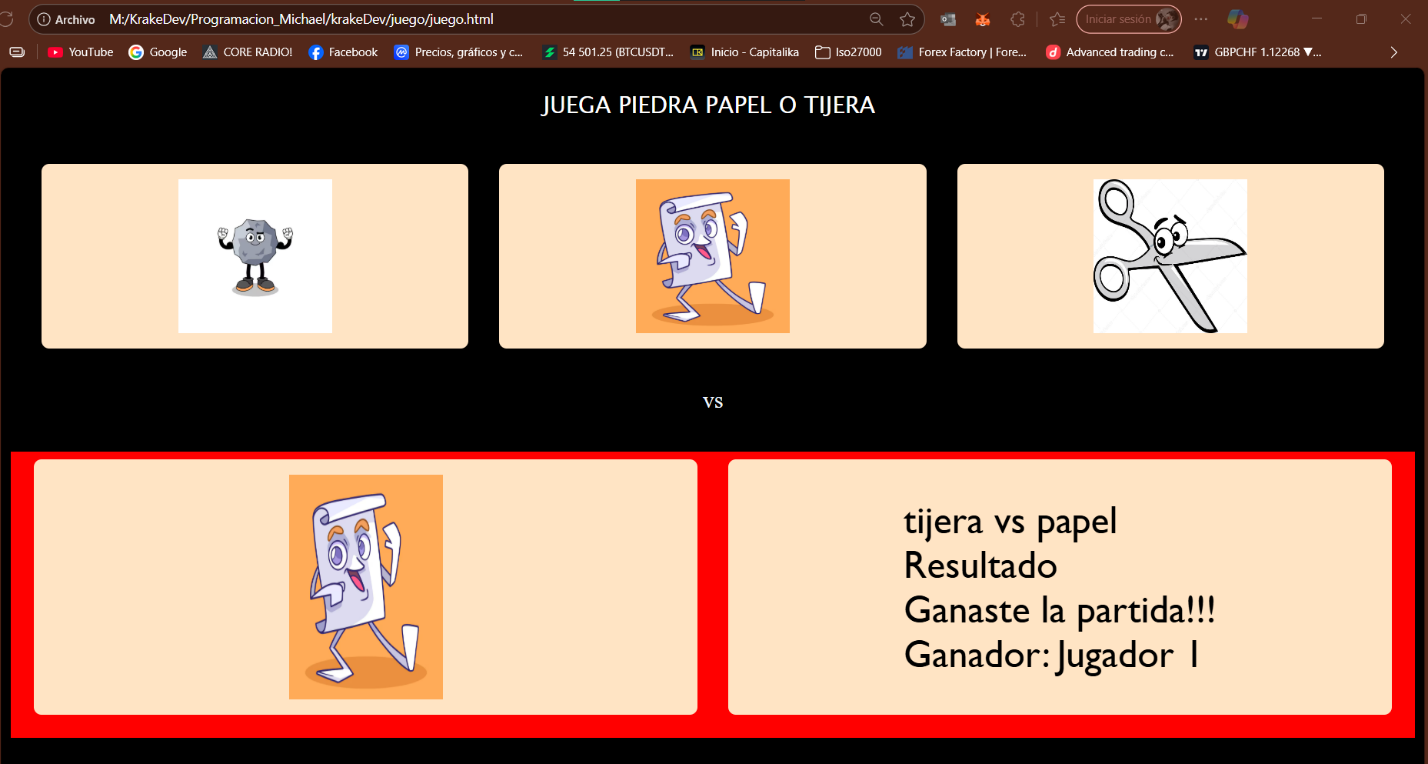 Archivo M:/KrakeDev/Programacion_Michael/krakeDev/juego/juego.html
Iniciar sesión
YouTube Google CORE RADIO! Facebook Precios, gráficos y c... 54 501.25 (BTCUSDT... Inicio - Capitalika Iso27000 Forex Factory | Fore... Advanced trading c... GBPCHF 1.12268 ▼...
JUEGA PIEDRA PAPEL O TIJERA
vs
tijera vs papel
Resultado
Ganaste la partida!!!
Ganador: Jugador 1